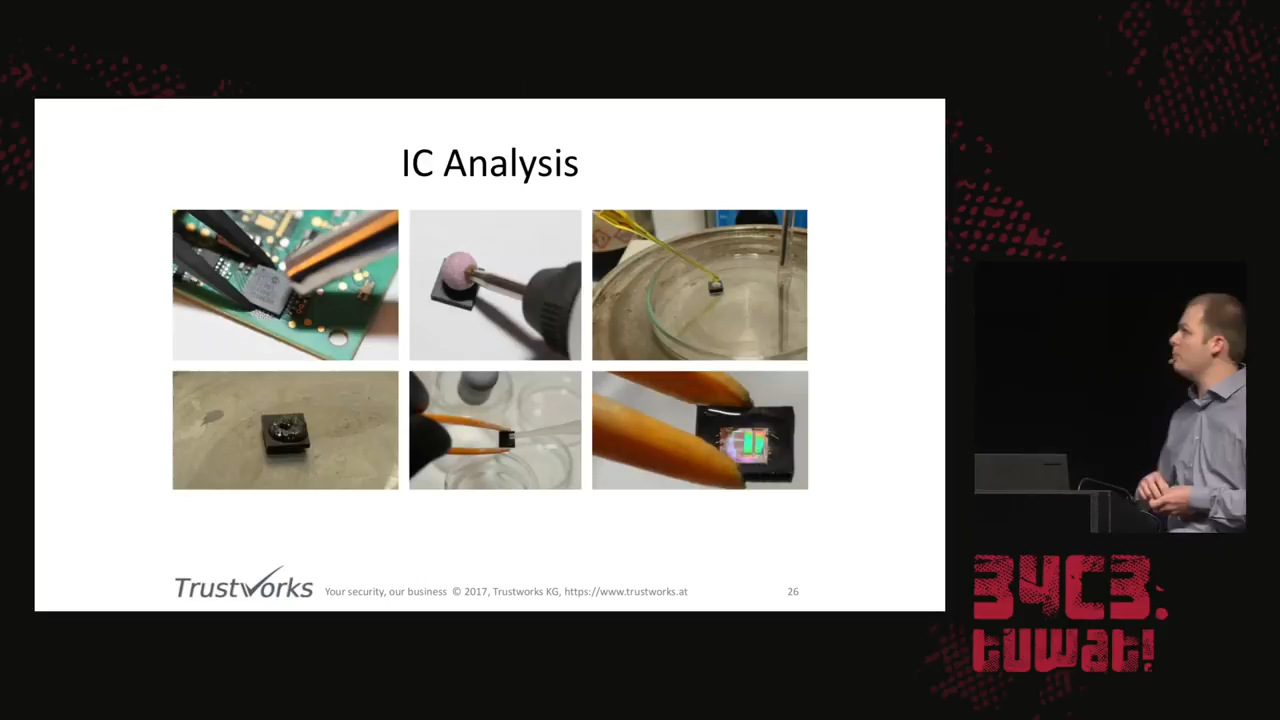 IC Analysis
Trustworks
Your security, our business © 2017, Trustworks KG, https://www.trustworks.at
26
34C3.
tuwat!